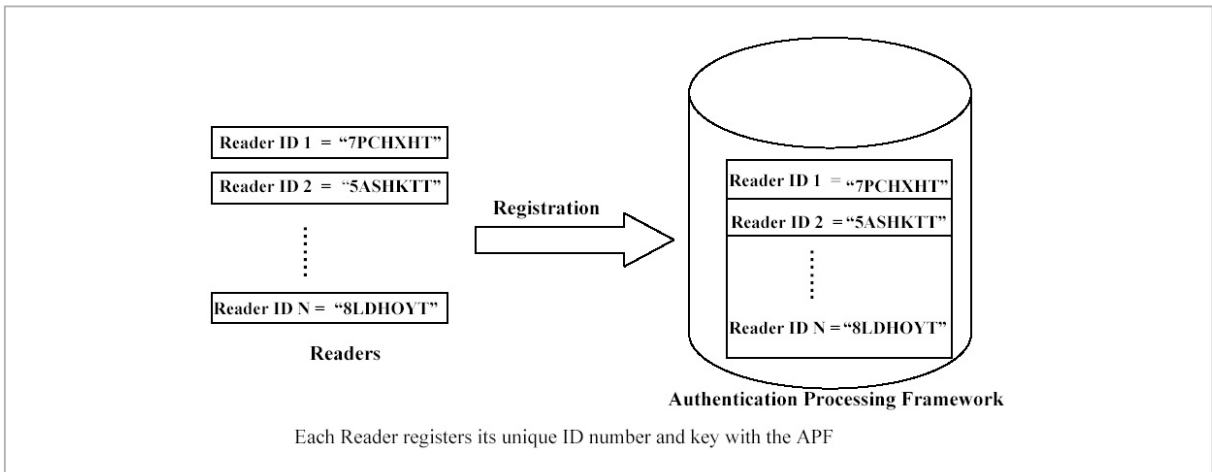 Reader ID 1 = “7PCHXHT”
Reader ID 2 = “5ASHKTT”
Reader ID N = “8LDHOYT”
Readers
Registration
Reader ID 1 = “7PCHXHT”
Reader ID 2 = “5ASHKTT”
Reader ID N = “8LDHOYT”
Authentication Processing Framework
Each Reader registers its unique ID number and key with the APF